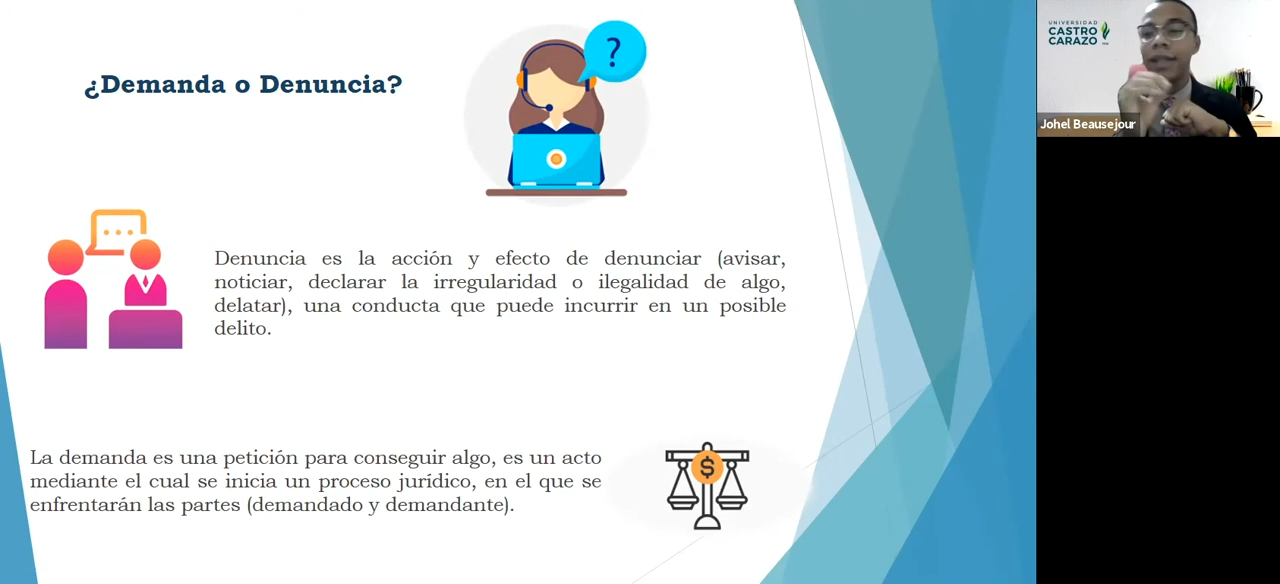 ¿Demanda o Denuncia?
?
Denuncia es la acción y efecto de denunciar (avisar,
noticiar, declarar la irregularidad o ilegalidad de algo,
delatar), una conducta que puede incurrir en un posible
delito.
La demanda es una petición para conseguir algo, es un acto
mediante el cual se inicia un proceso jurídico, en el que se
enfrentarán las partes (demandado y demandante).
$
UNIVERSIDAD
CASTRO
CARAZO
Johel Beausejour